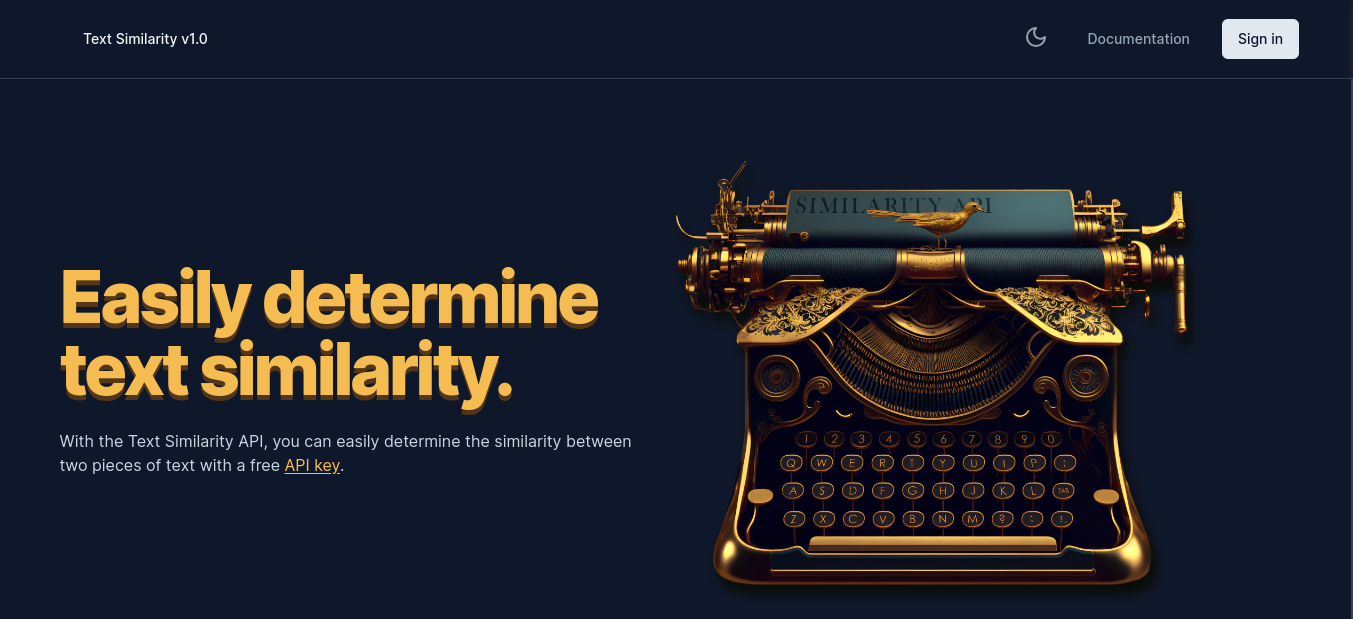 Text Similarity v1.0
Documentation
Sign in
SIMILARITY API
Easily determine
text similarity.
With the Text Similarity API, you can easily determine the similarity between
two pieces of text with a free API key.
1 2 3 4 5 6 7 8 9 0
Q W E R T Y U I P :
A S D F G H J K L TAB
Z X C V B N M ? : !.